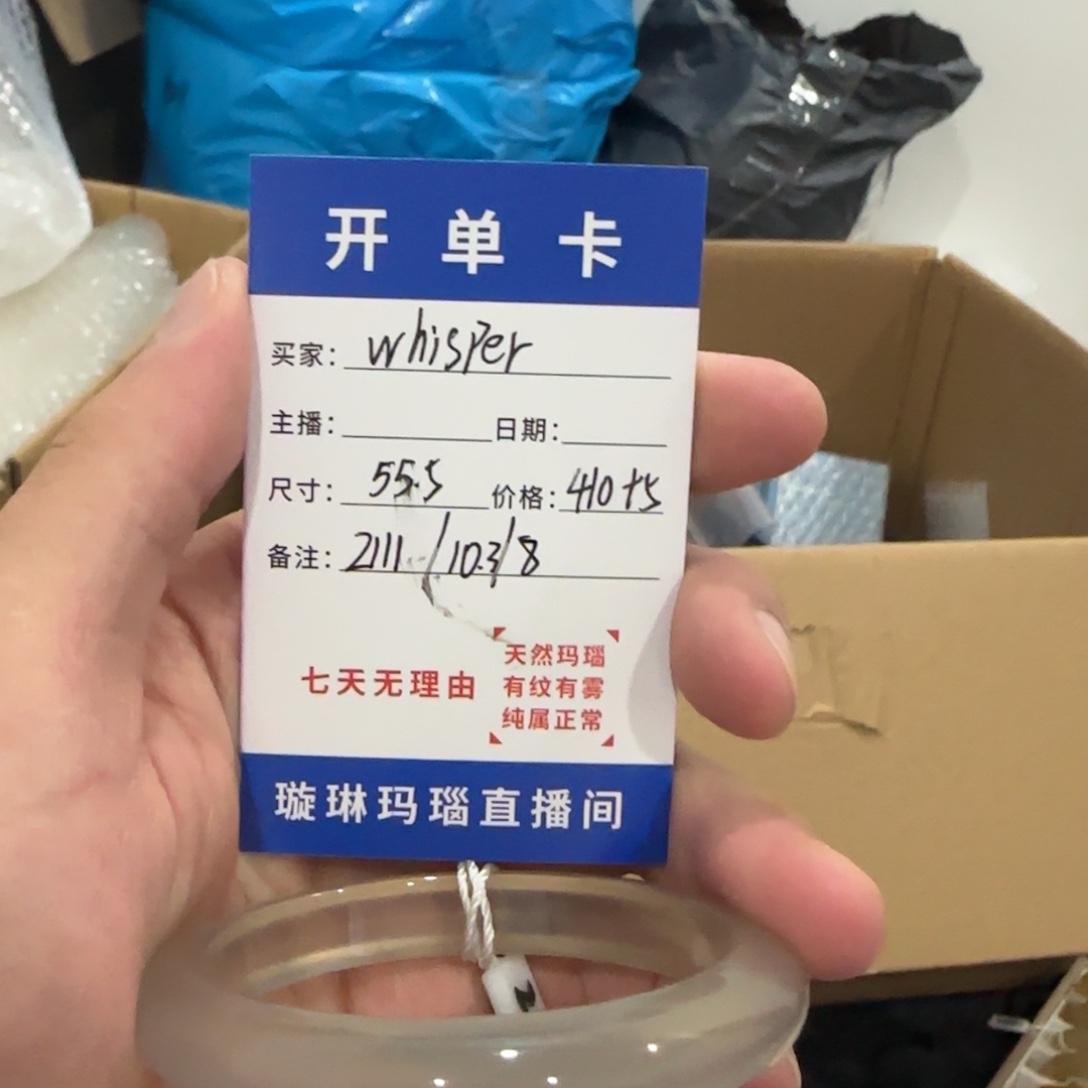 开单卡
买家: whisper
主播: 日期:
尺寸: 55.5 价格: 410+5
备注: 2111 / 10.3 / 8
七天无理由
天然玛瑙
有纹有雾
纯属正常
璇琳玛瑙直播间